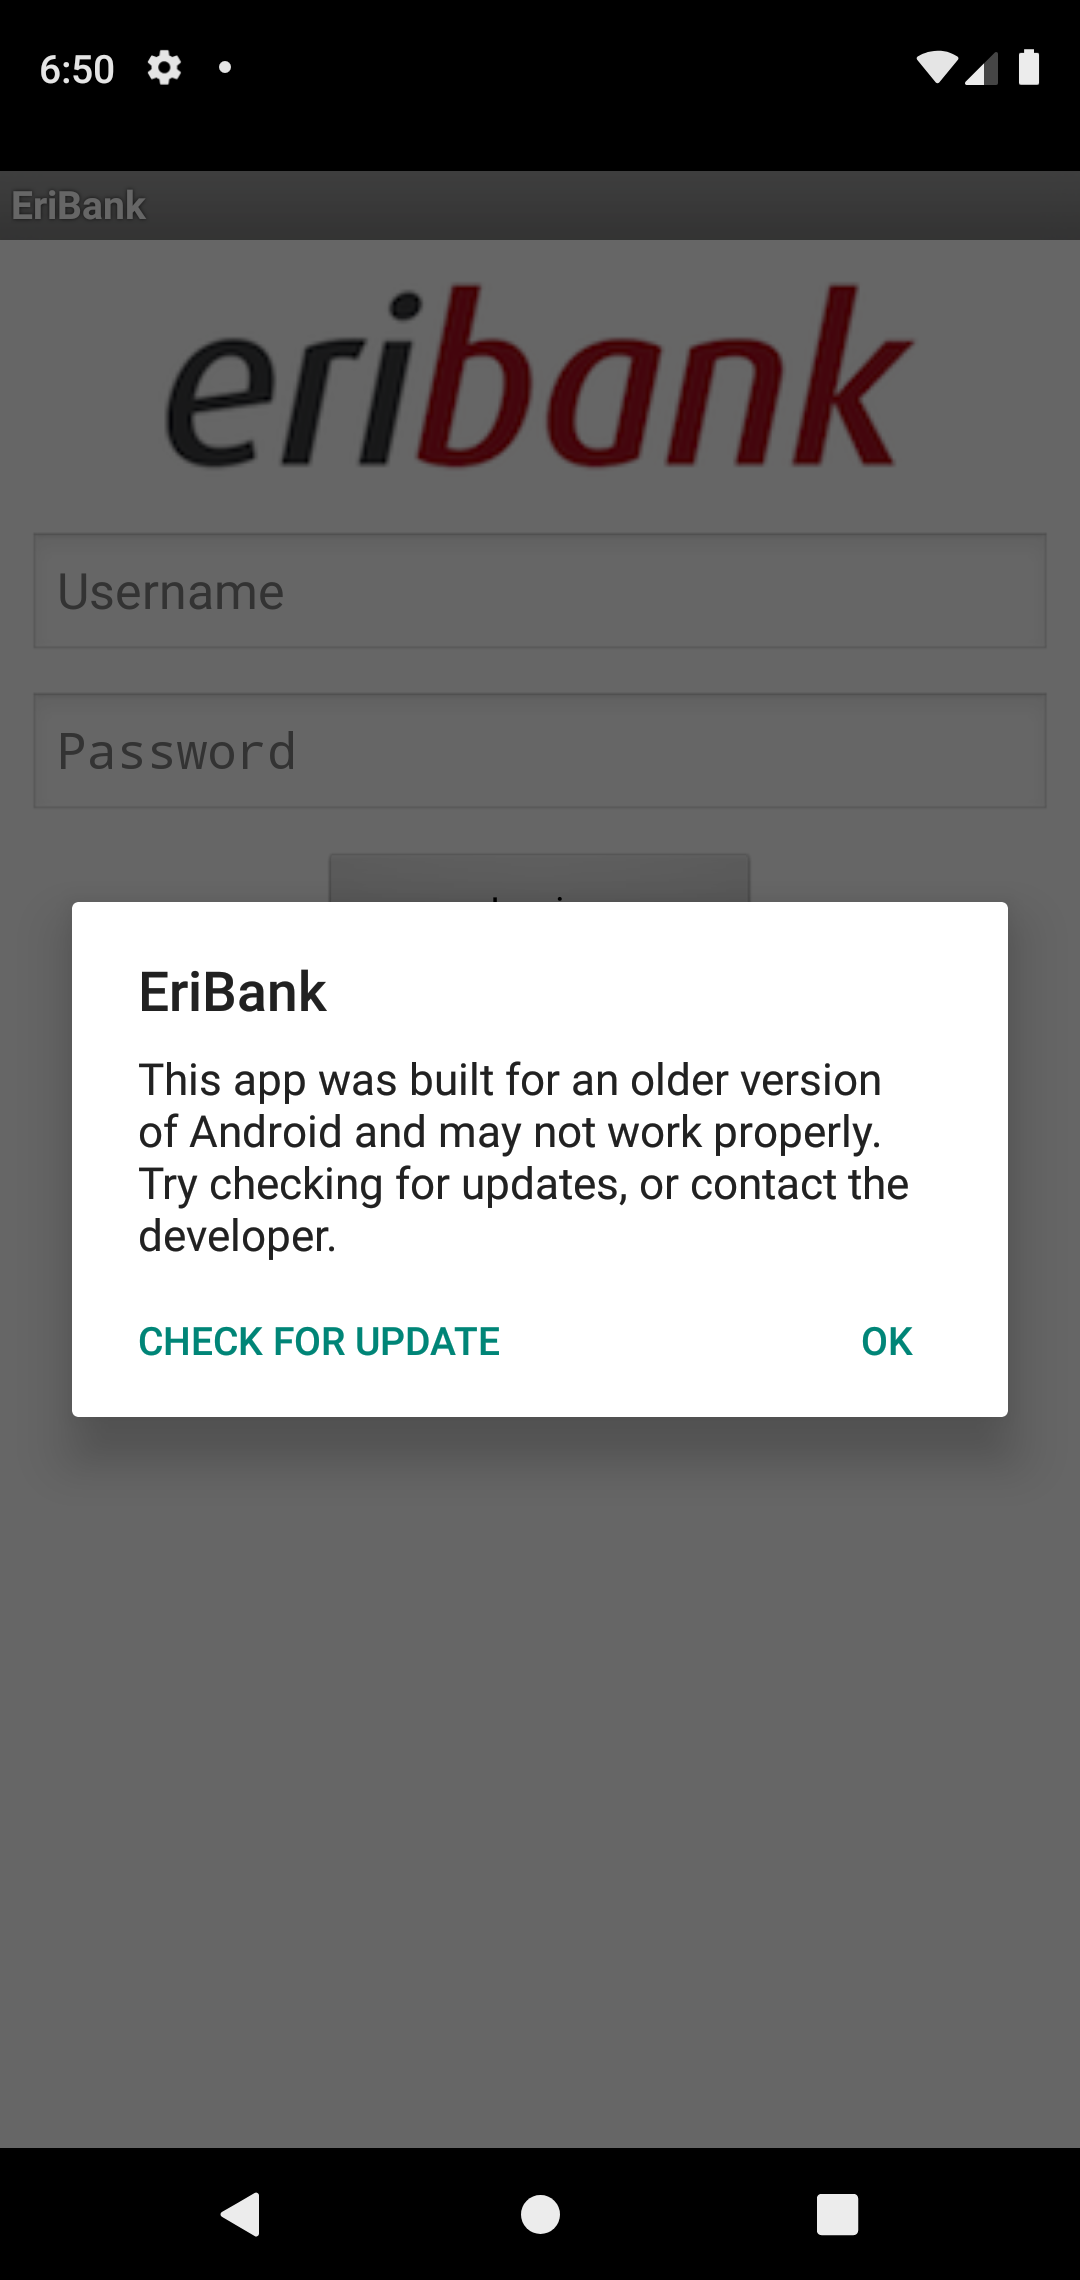 6:50
EriBank
eribank
Username
Password
EriBank
This app was built for an older version
of Android and may not work properly.
Try checking for updates, or contact the
developer.
CHECK FOR UPDATE
OK